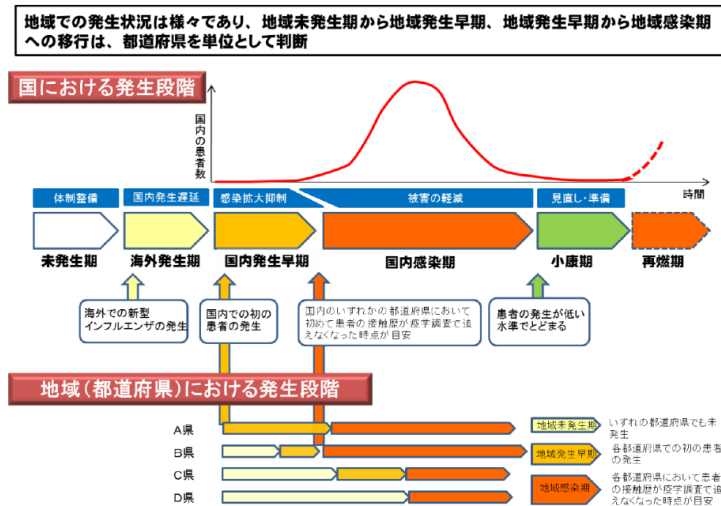 地域での発生状況は様々であり、地域未発生期から地域発生早期、地域発生早期から地域感染期
への移行は、都道府県を単位として判断
国における発生段階
国内の患者数
時間
体制整備
国内発生遅延
感染拡大抑制
被害の軽減
見直し・準備
未発生期
海外発生期
国内発生早期
国内感染期
小康期
再燃期
海外での新型
インフルエンザの発生
国内での初の
患者の発生
国内のいずれかの都道府県において
初めて患者の接触歴が疫学調査で追
えなくなった時点が目安
患者の発生が低い
水準でとどまる
地域(都道府県)における発生段階
A県
B県
C県
D県
地域未発生期
いずれの都道府県でも未
発生
地域発生早期
各都道府県での初の患者
の発生
地域感染期
各都道府県において患者
の接触歴が疫学調査で追
えなくなった時点が目安